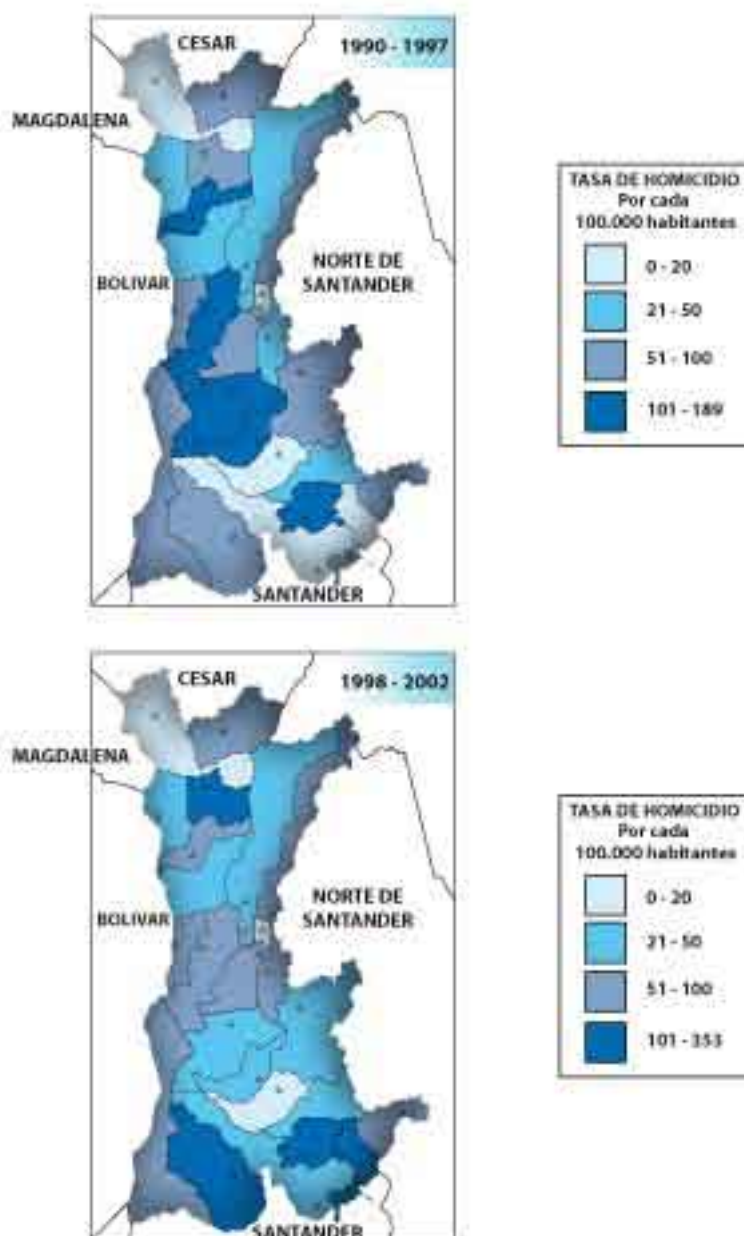 CESAR
1990 - 1997
MAGDALENA
BOLIVAR
NORTE DE
SANTANDER
SANTANDER
TASA DE HOMICIDIO
Por cada
100.000 habitantes
0 - 20
21 - 50
51 - 100
101 - 189
CESAR
1998 - 2002
MAGDALENA
BOLIVAR
NORTE DE
SANTANDER
SANTANDER
TASA DE HOMICIDIO
Por cada
100.000 habitantes
0 - 20
21 - 50
51 - 100
101 - 353